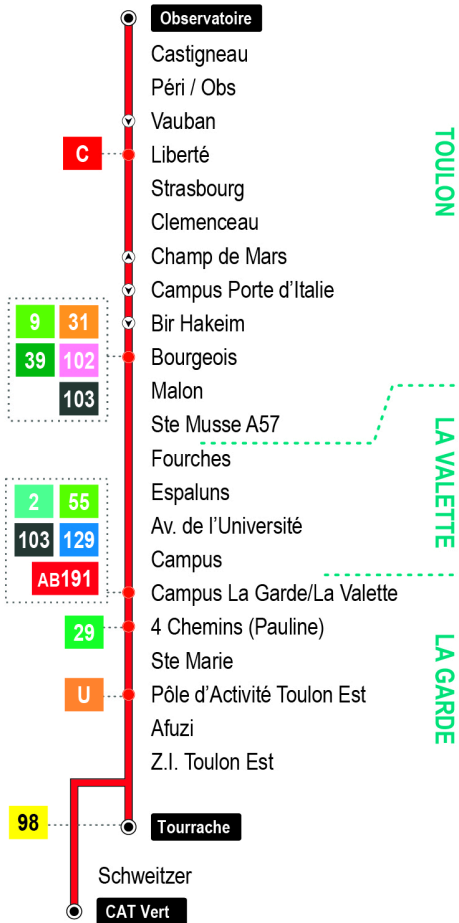 Observatoire
Castigneau
Péri / Obs
Vauban
C
Liberté
Strasbourg
Clemenceau
Champ de Mars
Campus Porte d'Italie
Bir Hakeim
9 31
39 102
103
Bourgeois
Malon
Ste Musse A57
Fourches
Espaluns
Av. de l'Université
Campus
2 55
103 129
AB191
Campus La Garde/La Valette
29
4 Chemins (Pauline)
Ste Marie
U
Pôle d'Activité Toulon Est
Afuzi
Z.I. Toulon Est
98
Tourrache
Schweitzer
CAT Vert
TOULON
LA VALETTE
LA GARDE